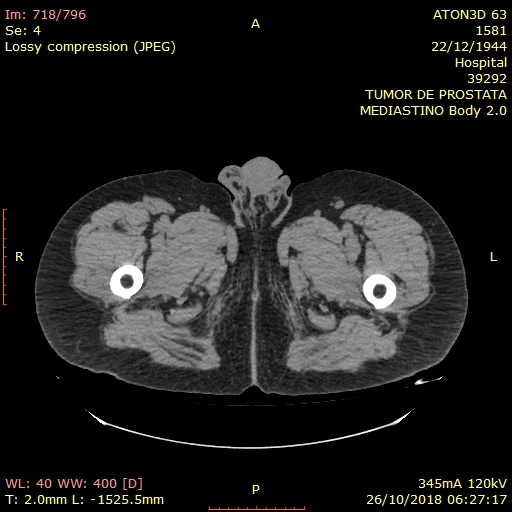 Im: 718/796
Se: 4
Lossy compression (JPEG)
A
ATON3D 63
1581
22/12/1944
Hospital
39292
TUMOR DE PROSTATA
MEDIASTINO Body 2.0
R
L
WL: 40 WW: 400 [D]
T: 2.0mm L: -1525.5mm
P
345mA 120kV
26/10/2018 06:27:17